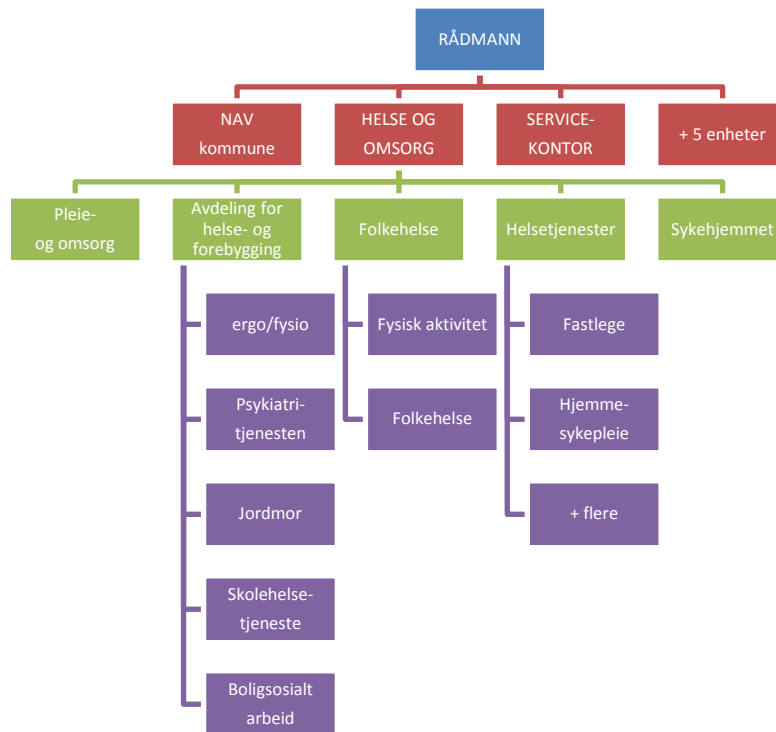 RÅDMANN
NAV
kommune
HELSE OG
OMSORG
SERVICE-
KONTOR
+ 5 enheter
Pleie-
og omsorg
Avdeling for
helse- og
forebygging
Folkehelse
Helsetjenester
Sykehjemmet
ergo/fysio
Psykiatri-
tjenesten
Jordmor
Skolehelse-
tjeneste
Boligsosialt
arbeid
Fysisk aktivitet
Folkehelse
Fastlege
Hjemme-
sykepleie
+ flere